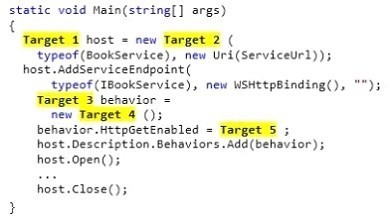 static void Main(string[] args)
{
Target 1 host = new Target 2 (
typeof(BookService), new Uri(ServiceUrl));
host.AddServiceEndpoint(
typeof(IBookService), new WSHttpBinding(), "");
Target 3 behavior =
new Target 4 ();
behavior.HttpGetEnabled = Target 5 ;
host.Description.Behaviors.Add(behavior);
host.Open();
...
host.Close();
}